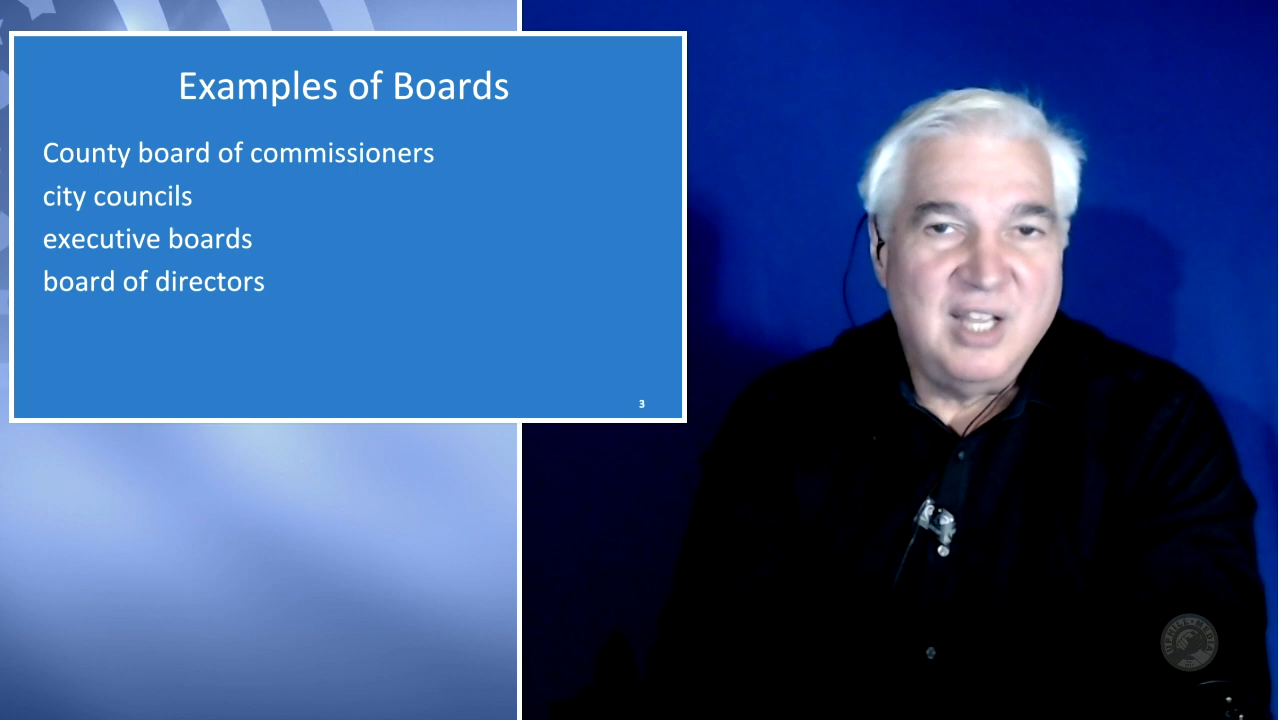 Examples of Boards
County board of commissioners
city councils
executive boards
board of directors
3